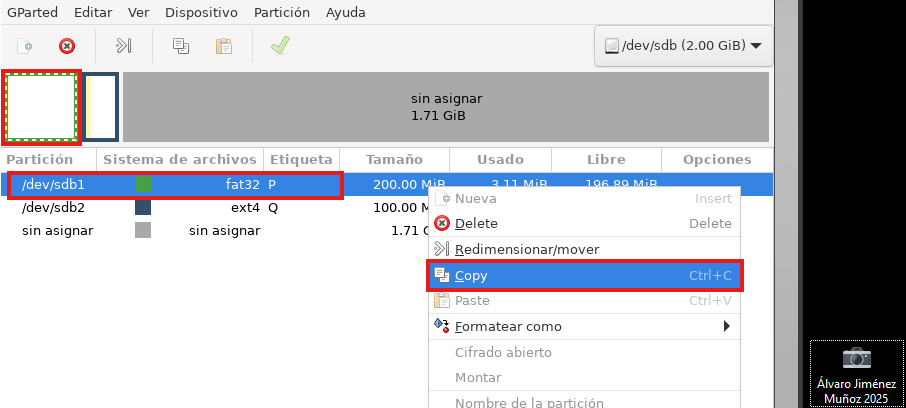 GParted Editar Ver Dispositivo Partición Ayuda
/dev/sdb (2.00 GiB)
sin asignar
1.71 GiB
Partición Sistema de archivos Etiqueta Tamaño Usado Libre Opciones
/dev/sdb1 fat32 P 200.00 MiB 3.11 MiB 196.89 MiB
/dev/sdb2 ext4 Q 100.00 M
sin asignar sin asignar 1.71
Nueva Insert
Delete Delete
Redimensionar/mover
Copy Ctrl+C
Paste Ctrl+V
Formatear como
Cifrado abierto
Montar
Nombre de la partición
Álvaro Jiménez
Muñoz 2025